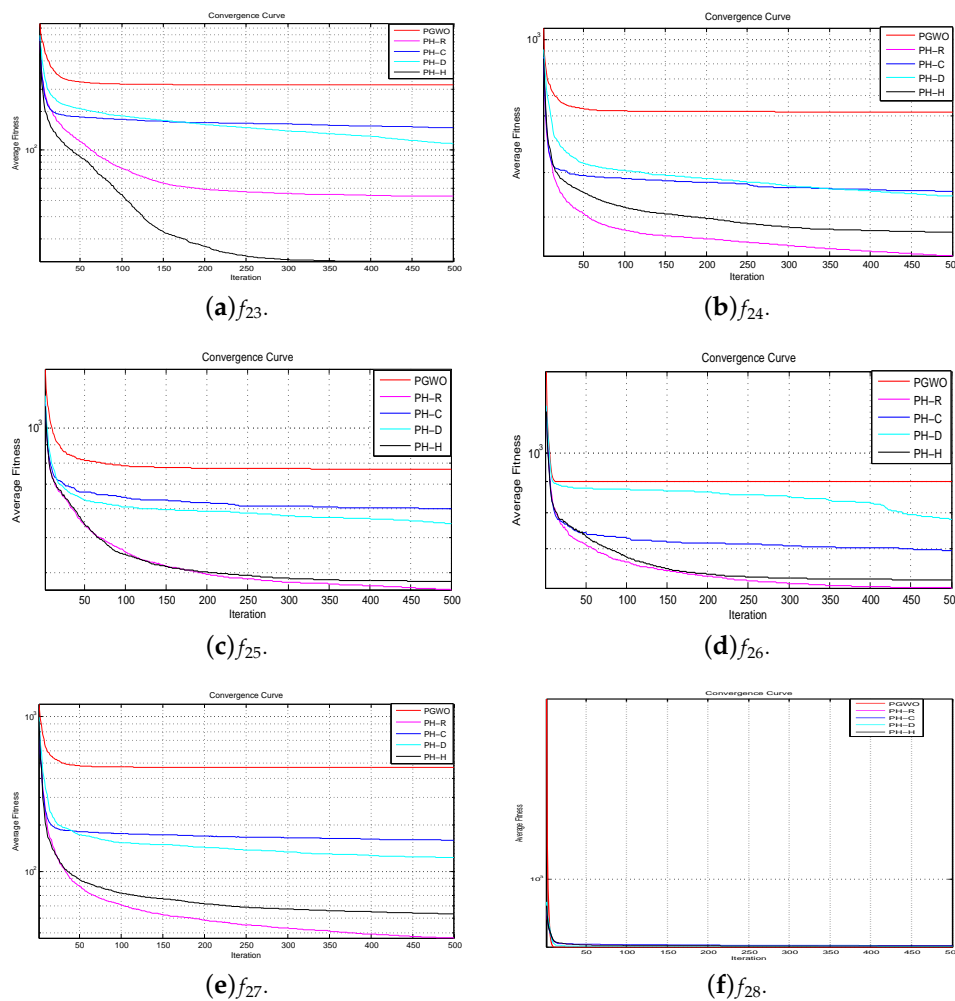 Convergence Curve
PGWO
PH-R
PH-C
PH-D
PH-H
10²
Average Fitness
50 100 150 200 250 300 350 400 450 500
Iteration
(a) f23.
Convergence Curve
10³
PGWO
PH-R
PH-C
PH-D
PH-H
Average Fitness
50 100 150 200 250 300 350 400 450 500
Iteration
(b) f24.
Convergence Curve
PGWO
PH-R
PH-C
PH-D
PH-H
10³
Average Fitness
50 100 150 200 250 300 350 400 450 500
Iteration
(c) f25.
Convergence Curve
PGWO
PH-R
PH-C
PH-D
PH-H
10³
Average Fitness
50 100 150 200 250 300 350 400 450 500
Iteration
(d) f26.
Convergence Curve
10³
PGWO
PH-R
PH-C
PH-D
PH-H
Average Fitness
10²
50 100 150 200 250 300 350 400 450 500
Iteration
(e) f27.
Convergence Curve
PGWO
PH-R
PH-C
PH-D
PH-H
Average Fitness
10⁵
50 100 150 200 250 300 350 400 450 500
Iteration
(f) f28.